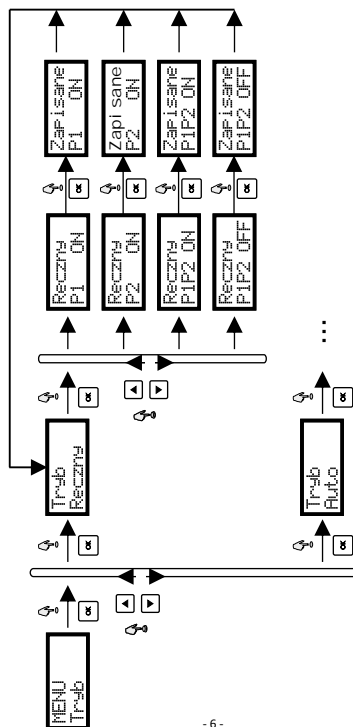 MENU
Tryb
Tryb
Reczny
Reczny
P1 ON
Zapisane
P1 ON
Reczny
P2 ON
Zapisane
P2 ON
Reczny
P1P2 ON
Zapisane
P1P2 ON
Reczny
P1P2 OFF
Zapisane
P1P2 OFF
Tryb
Auto
...
- 6 -